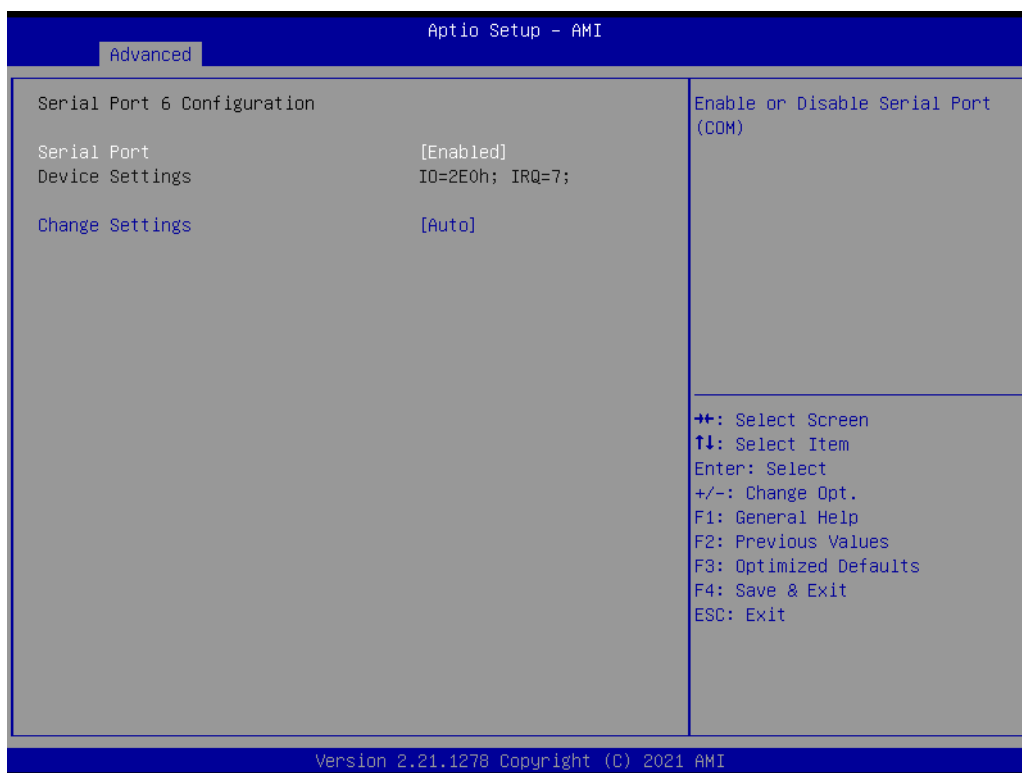 Aptio Setup - AMI
Advanced
Serial Port 6 Configuration
Serial Port [Enabled]
Device Settings IO=2E0h; IRQ=7;
Change Settings [Auto]
Enable or Disable Serial Port
(COM)
→←: Select Screen
↑↓: Select Item
Enter: Select
+/-: Change Opt.
F1: General Help
F2: Previous Values
F3: Optimized Defaults
F4: Save & Exit
ESC: Exit
Version 2.21.1278 Copyright (C) 2021 AMI